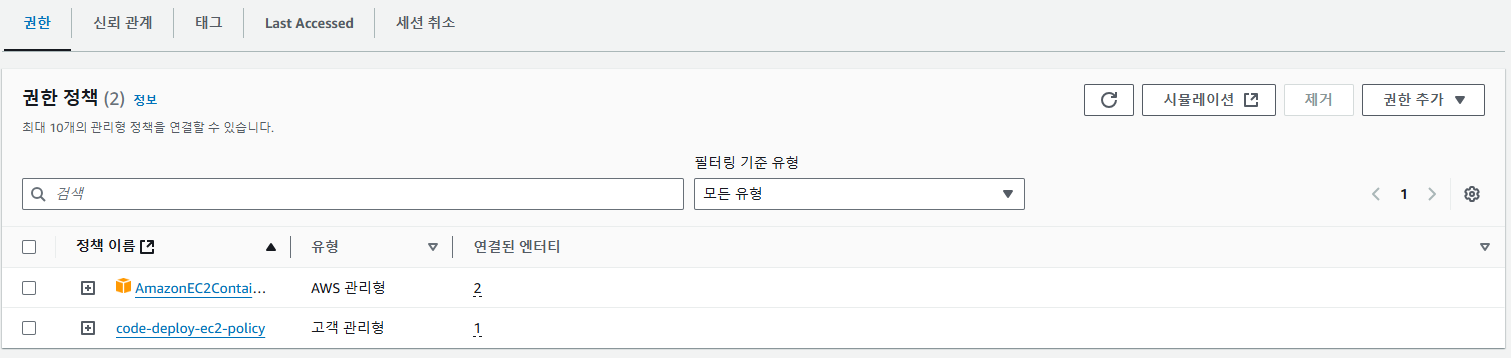 권한 신뢰 관계 태그 Last Accessed 세션 취소
권한 정책 (2) 정보
최대 10개의 관리형 정책을 연결할 수 있습니다.
시뮬레이션 제거 권한 추가
필터링 기준 유형
검색 모든 유형 1
정책 이름 유형 연결된 엔터티
AmazonEC2Contai... AWS 관리형 2
code-deploy-ec2-policy 고객 관리형 1